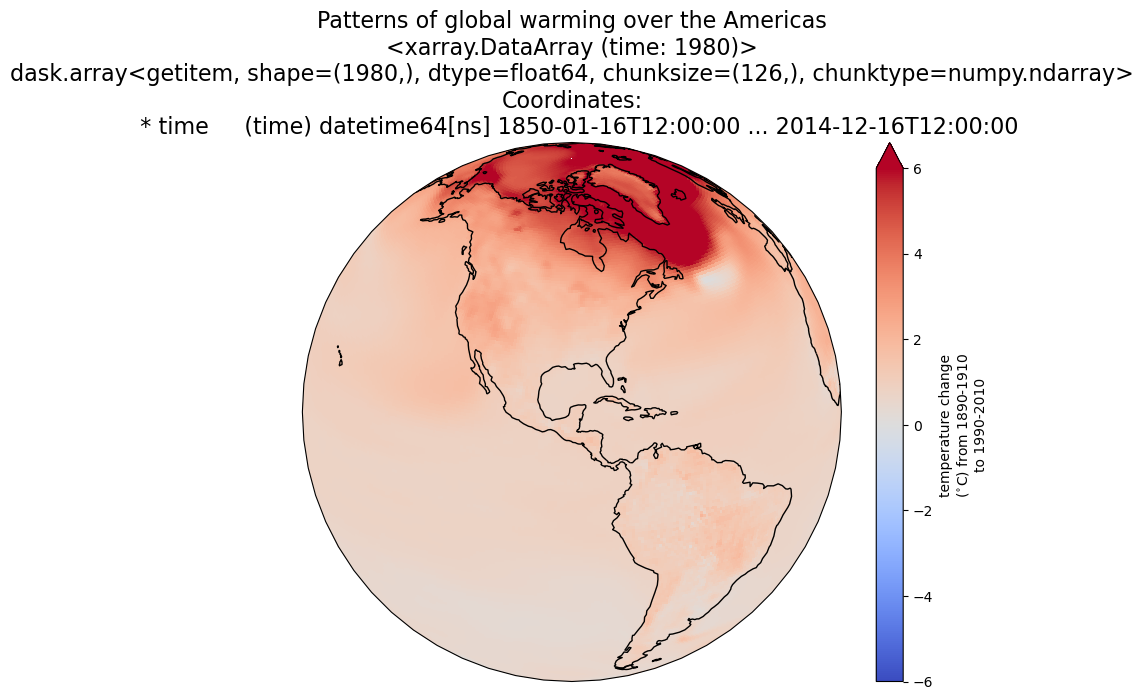 Patterns of global warming over the Americas
<xarray.DataArray (time: 1980)>
dask.array<getitem, shape=(1980,), dtype=float64, chunksize=(126,), chunktype=numpy.ndarray>
Coordinates:
* time     (time) datetime64[ns] 1850-01-16T12:00:00 ... 2014-12-16T12:00:00
6
4
2
0
−2
−4
−6
temperature change
(°C) from 1890-1910
to 1990-2010